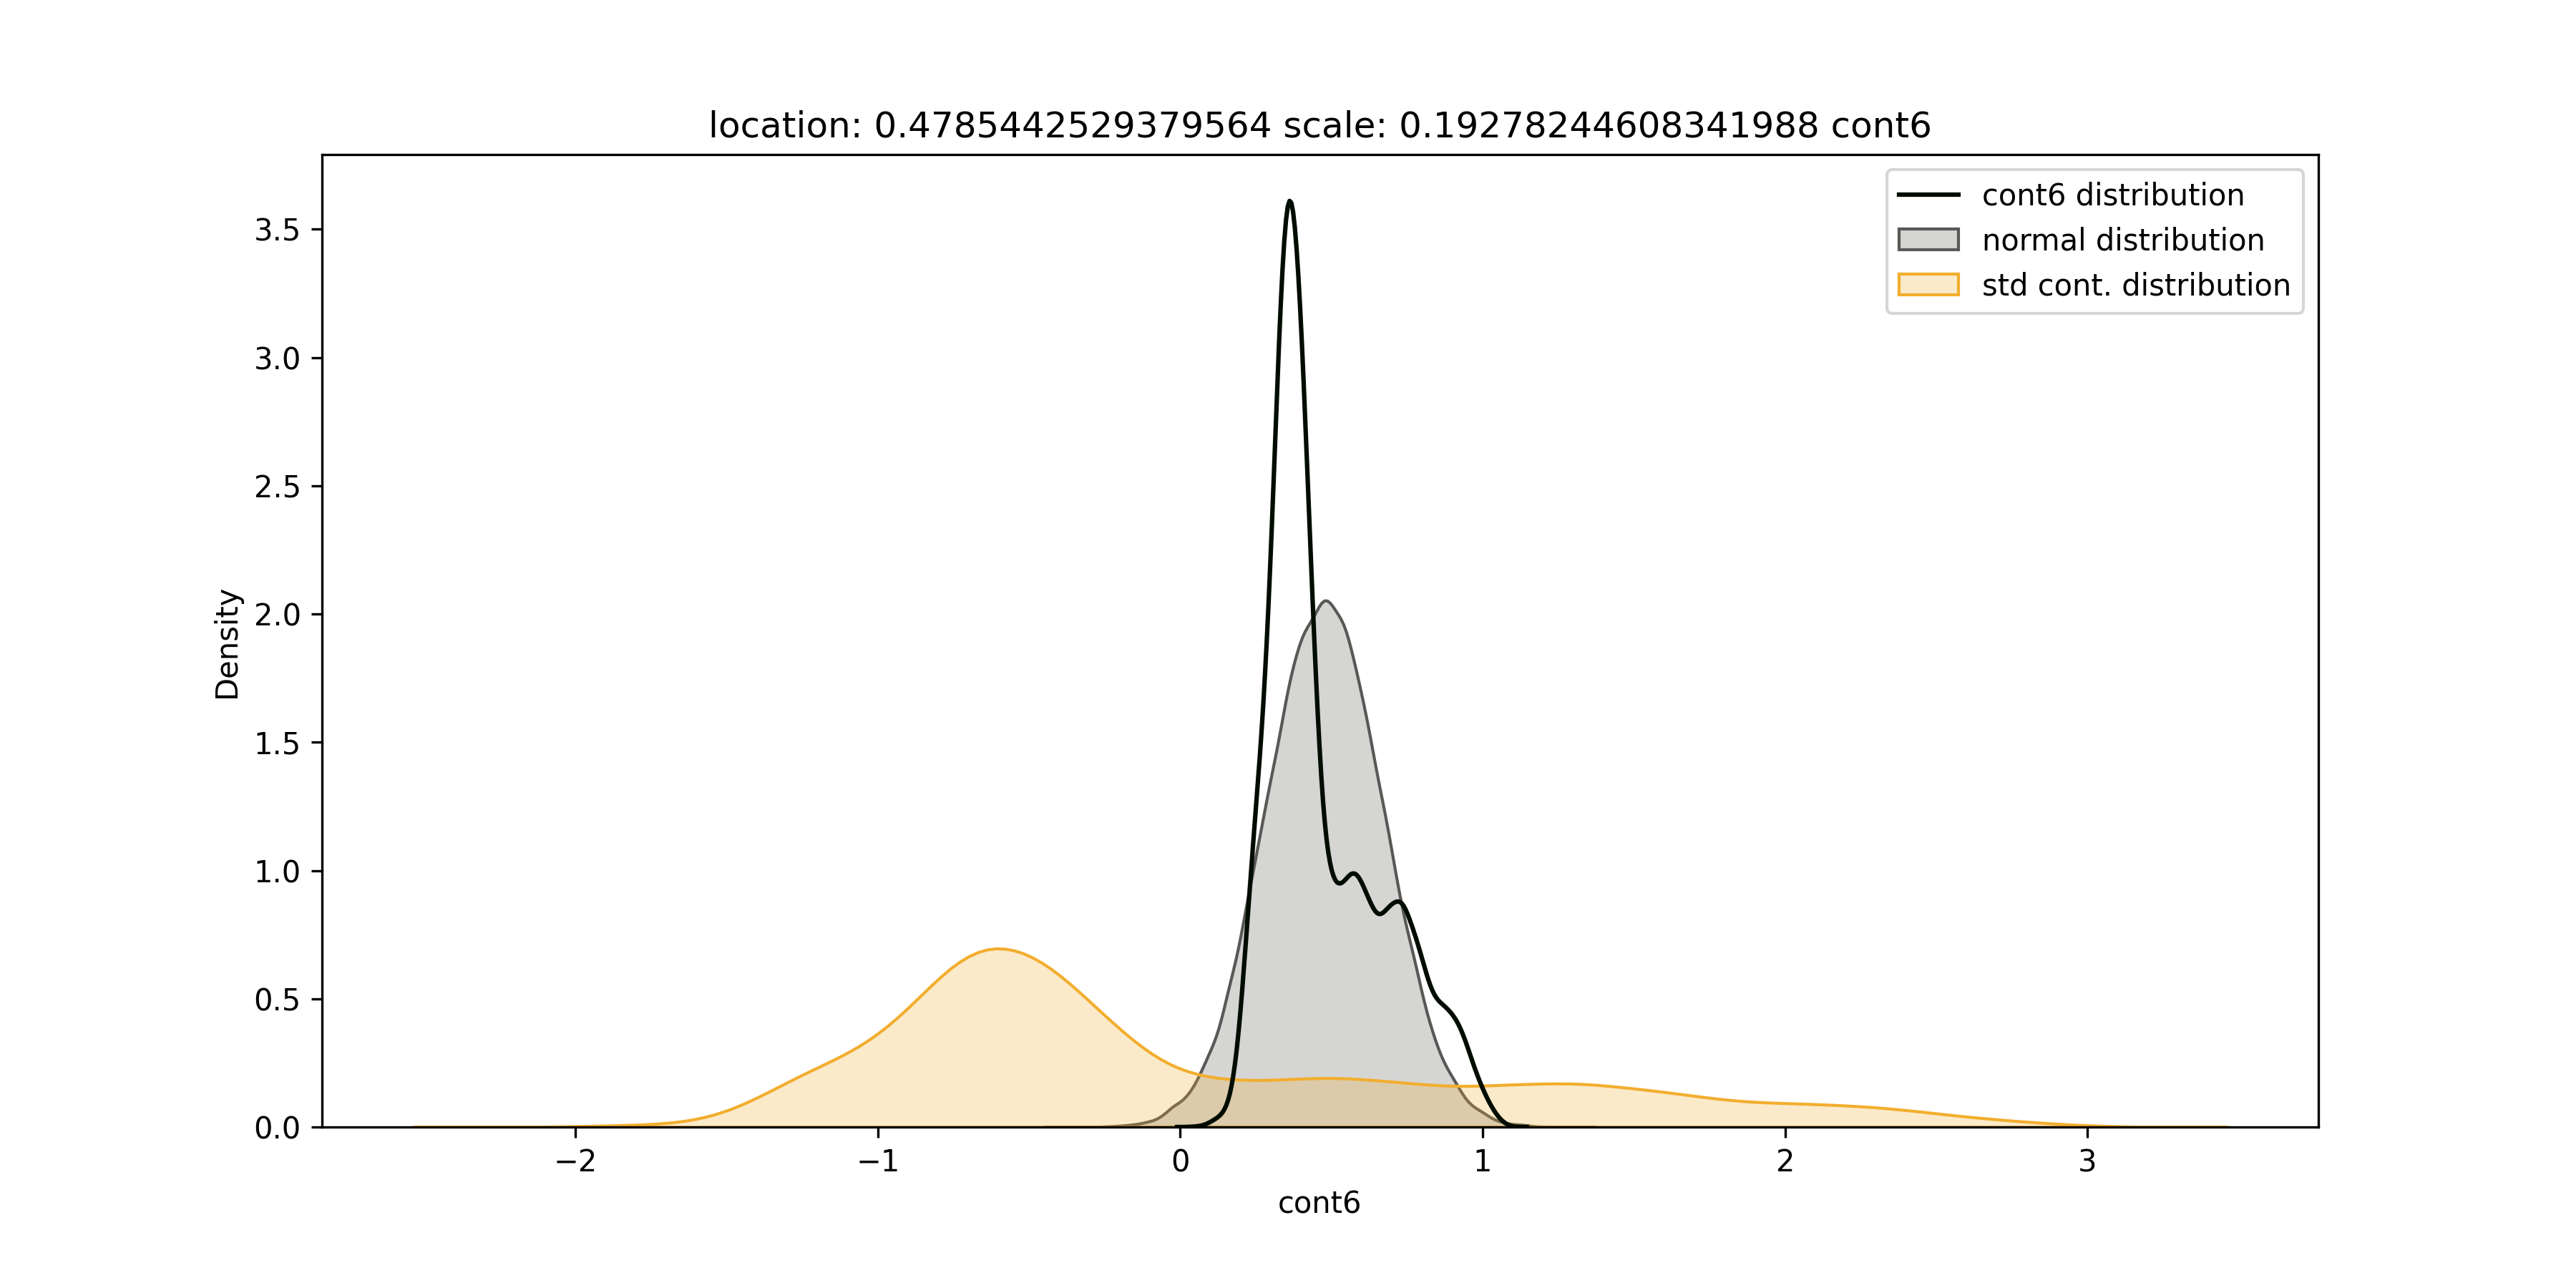 location: 0.4785442529379564 scale: 0.19278244608341988 cont6
cont6 distribution
normal distribution
std cont. distribution
Density
3.5
3.0
2.5
2.0
1.5
1.0
0.5
0.0
−2 −1 0 1 2 3
cont6